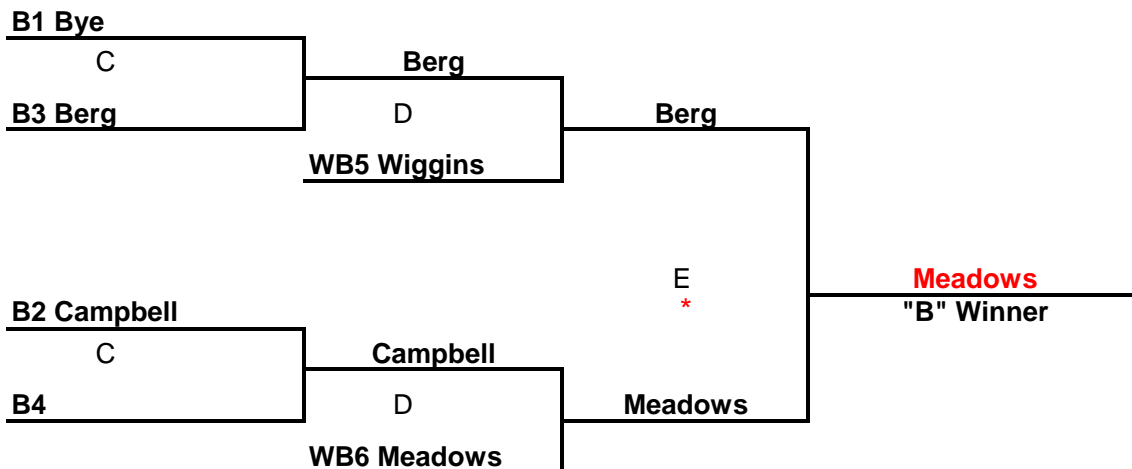 B1 Bye
C
Berg
B3 Berg
D
Berg
WB5 Wiggins
E
*
Meadows
"B" Winner
B2 Campbell
C
Campbell
B4
D
Meadows
WB6 Meadows